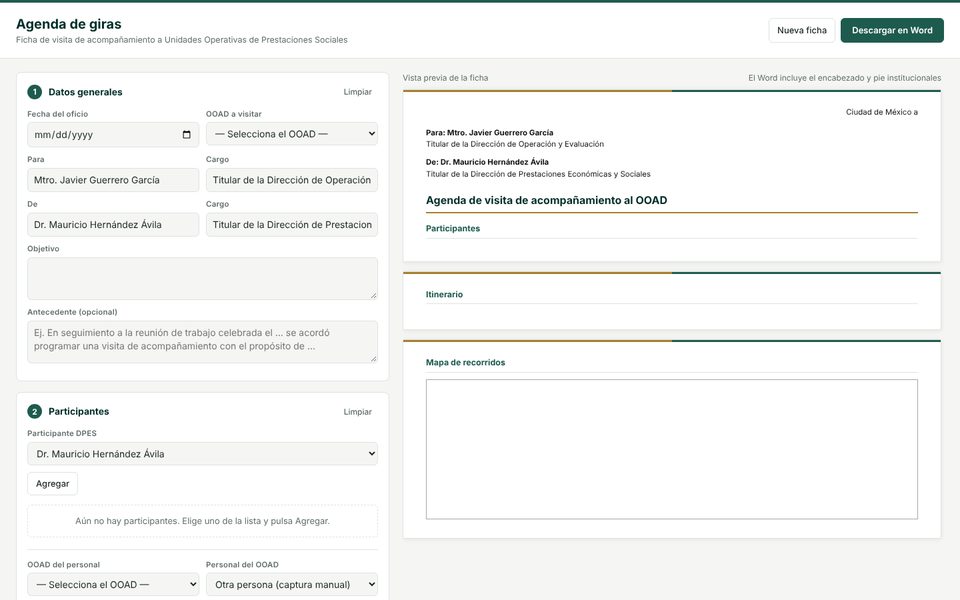 Agenda de giras
Ficha de visita de acompañamiento a Unidades Operativas de Prestaciones Sociales
Nueva ficha
Descargar en Word
1 Datos generales
Limpiar
Fecha del oficio
OOAD a visitar
mm/dd/yyyy
— Selecciona el OOAD —
Para
Cargo
Mtro. Javier Guerrero García
Titular de la Dirección de Operación
De
Cargo
Dr. Mauricio Hernández Ávila
Titular de la Dirección de Prestacion
Objetivo
Antecedente (opcional)
Ej. En seguimiento a la reunión de trabajo celebrada el ... se acordó
programar una visita de acompañamiento con el propósito de ...
2 Participantes
Limpiar
Participante DPES
Dr. Mauricio Hernández Ávila
Agregar
Aún no hay participantes. Elige uno de la lista y pulsa Agregar.
OOAD del personal
Personal del OOAD
— Selecciona el OOAD —
Otra persona (captura manual)
Vista previa de la ficha
El Word incluye el encabezado y pie institucionales
Ciudad de México a
Para: Mtro. Javier Guerrero García
Titular de la Dirección de Operación y Evaluación
De: Dr. Mauricio Hernández Ávila
Titular de la Dirección de Prestaciones Económicas y Sociales
Agenda de visita de acompañamiento al OOAD
Participantes
Itinerario
Mapa de recorridos